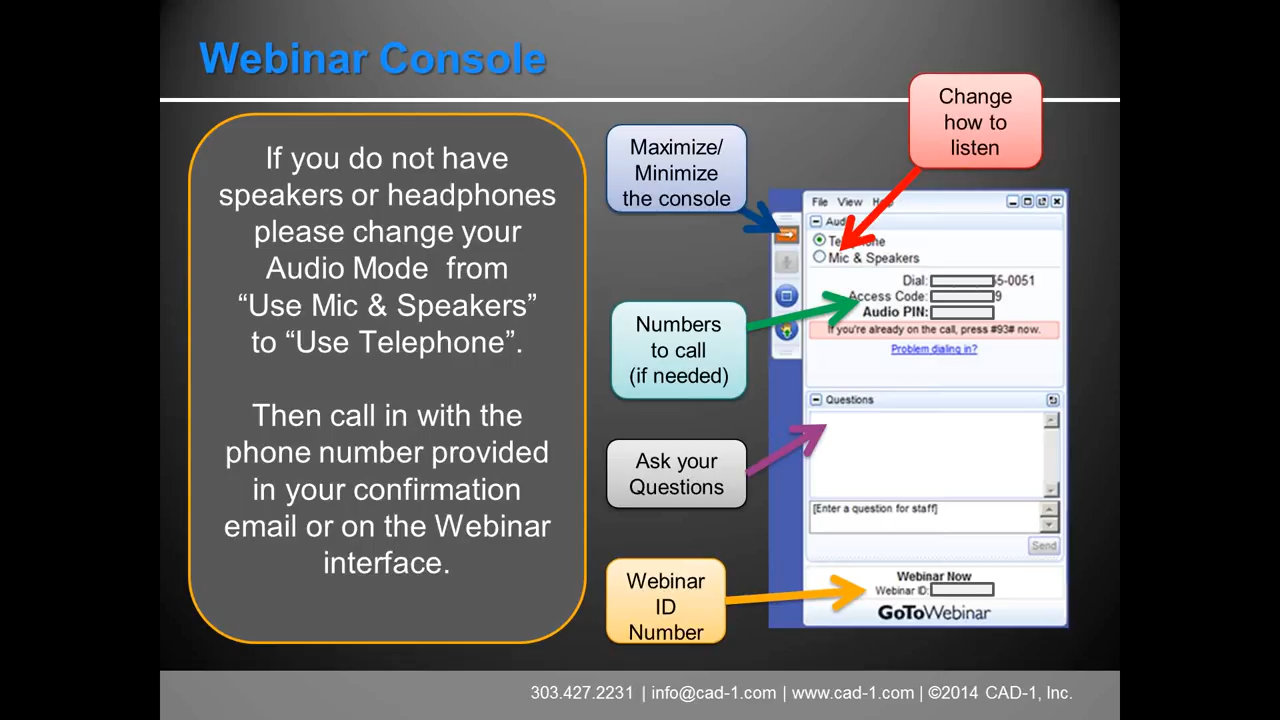 Webinar Console
If you do not have
speakers or headphones
please change your
Audio Mode from
“Use Mic & Speakers”
to “Use Telephone”.
Then call in with the
phone number provided
in your confirmation
email or on the Webinar
interface.
Maximize/
Minimize
the console
Change
how to
listen
Numbers
to call
(if needed)
Ask your
Questions
Webinar
ID
Number
File View
Mic & Speakers
Dial: 5-0051
Access Code: 9
Audio PIN:
If you're already on the call, press #93# now.
Problem dialing in?
Questions
[Enter a question for staff]
Send
Webinar Now
Webinar ID:
GoToWebinar
303.427.2231 | info@cad-1.com | www.cad-1.com | ©2014 CAD-1, Inc.